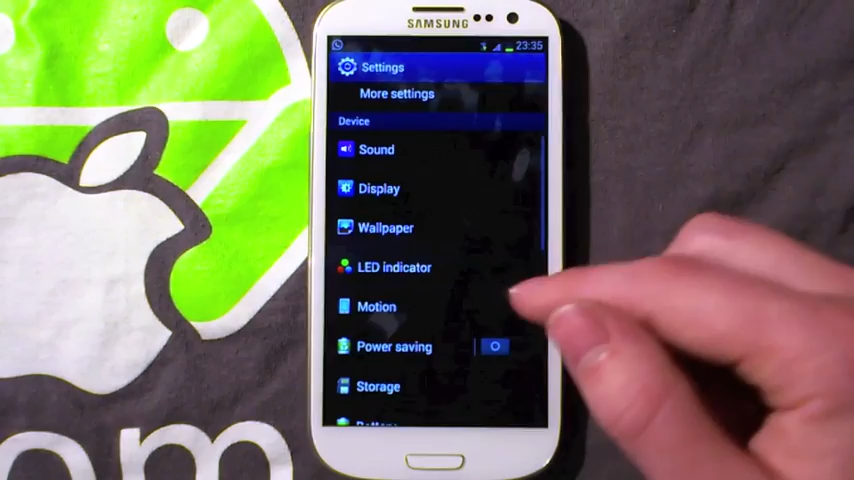 SAMSUNG
23:35
Settings
More settings
Device
Sound
Display
Wallpaper
LED indicator
Motion
Power saving
Storage
om